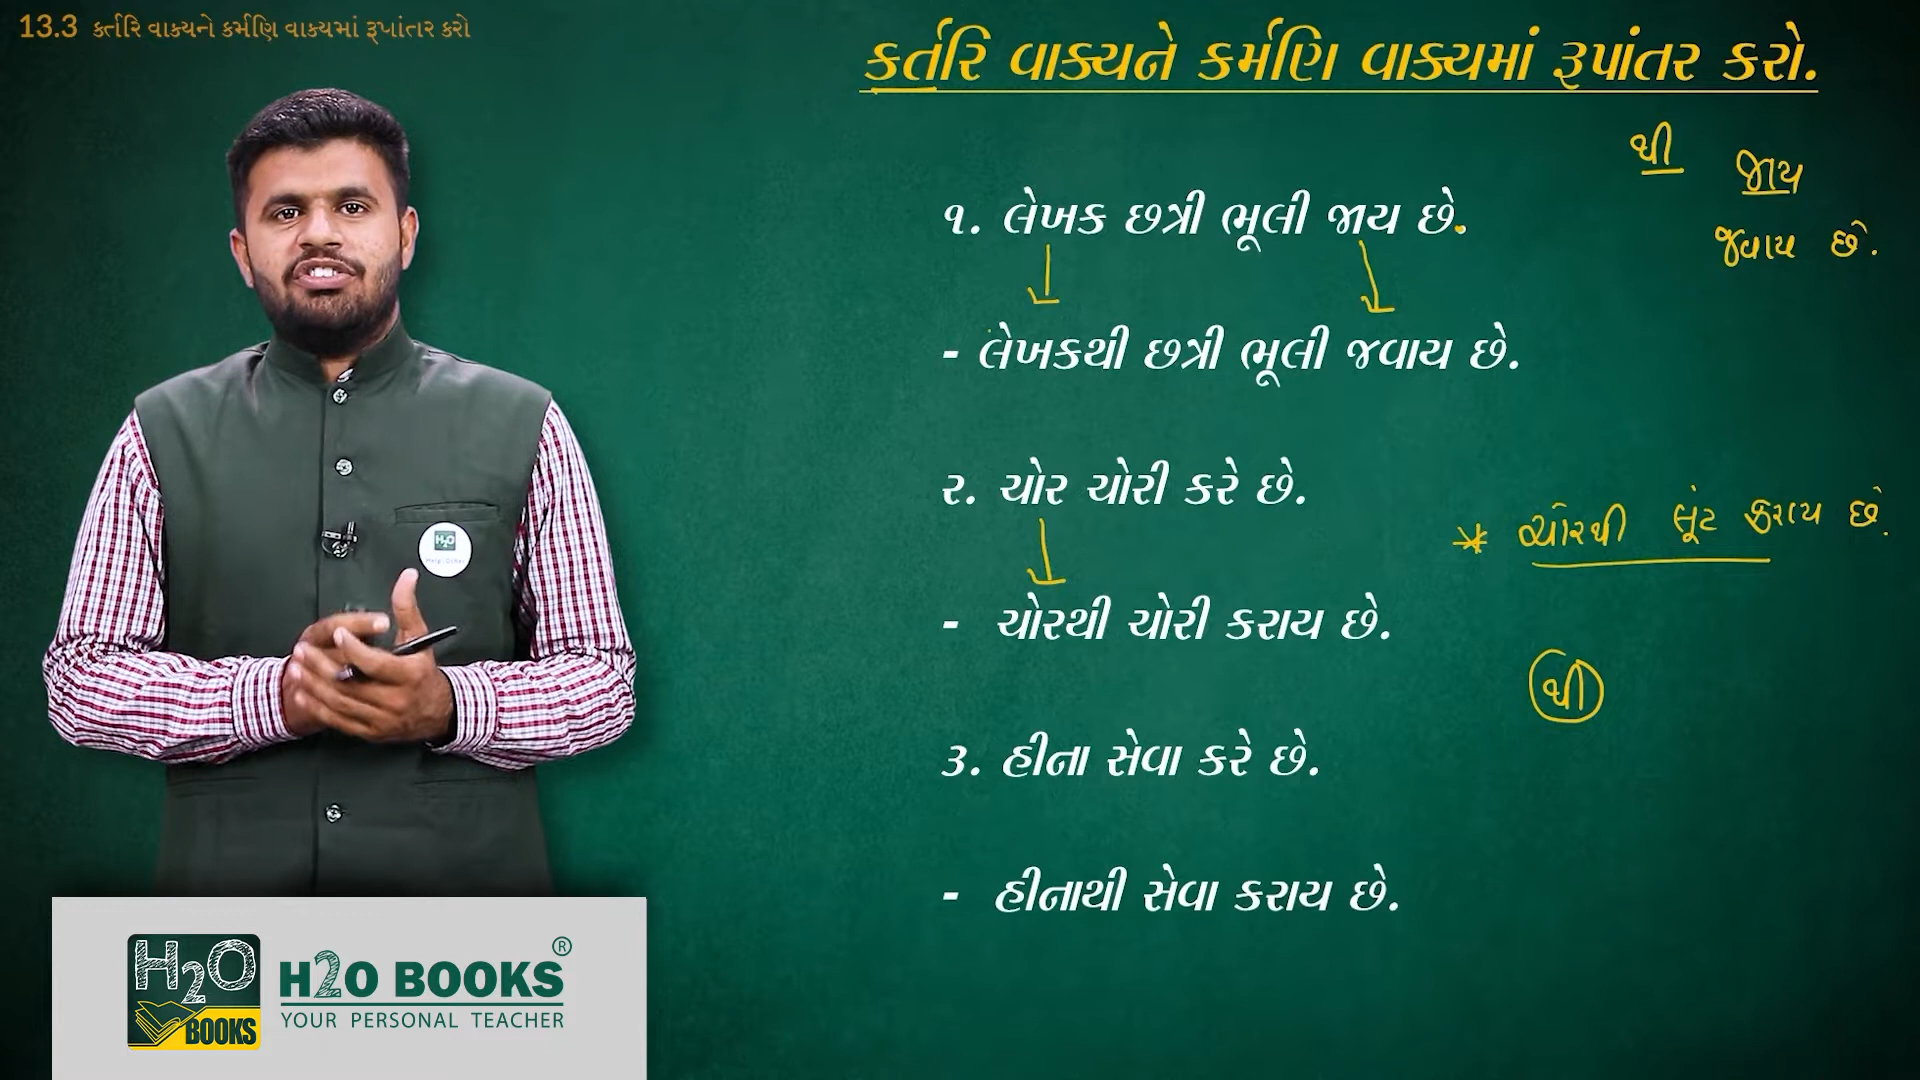 13.3 કર્તરિ વાક્યને કર્મણિ વાક્યમાં રૂપાંતર કરો
કર્તરિ વાક્યને કર્મણિ વાક્યમાં રૂપાંતર કરો.
થી
જાય
૧. લેખક છત્રી ભૂલી જાય છે.
જવાય છે.
- લેખકથી છત્રી ભૂલી જવાય છે.
૨. ચોર ચોરી કરે છે.
* ચોરથી લૂંટ કરાય છે.
- ચોરથી ચોરી કરાય છે.
થી
૩. હીના સેવા કરે છે.
- હીનાથી સેવા કરાય છે.
H2O
H2O
BOOKS
H2O BOOKS®
YOUR PERSONAL TEACHER